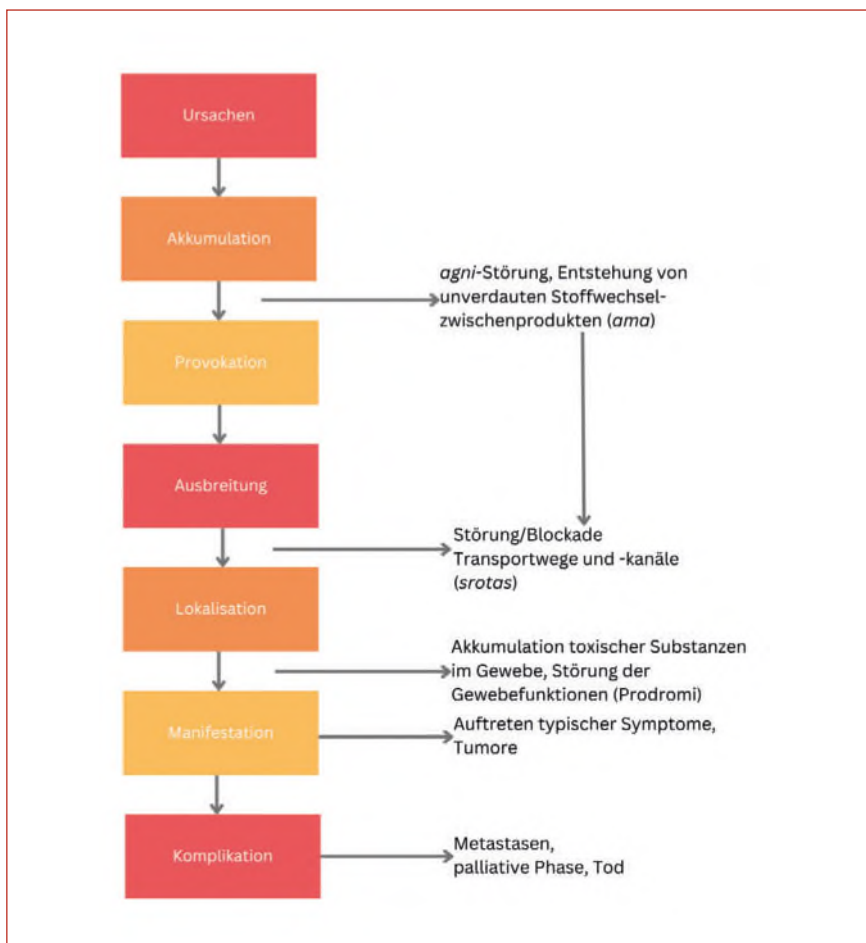 Ursachen
Akkumulation
agni-Störung, Entstehung von
unverdauten Stoffwechsel-
zwischenprodukten (ama)
Provokation
Ausbreitung
Störung/Blockade
Transportwege und -kanäle
(srotas)
Lokalisation
Akkumulation toxischer Substanzen
im Gewebe, Störung der
Gewebefunktionen (Prodromi)
Manifestation
Auftreten typischer Symptome,
Tumore
Komplikation
Metastasen,
palliative Phase, Tod